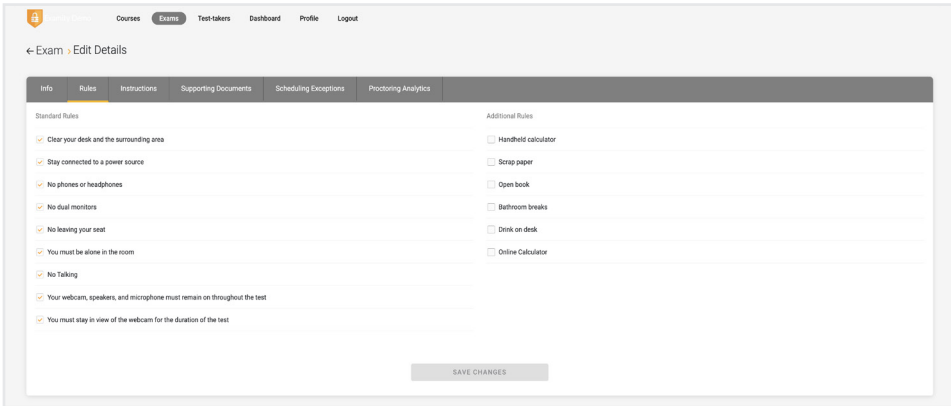 Courses Exams Test-takers Dashboard Profile Logout
←Exam › Edit Details
Info Rules Instructions Supporting Documents Scheduling Exceptions Proctoring Analytics
Standard Rules
Clear your desk and the surrounding area
Stay connected to a power source
No phones or headphones
No dual monitors
No leaving your seat
You must be alone in the room
No Talking
Your webcam, speakers, and microphone must remain on throughout the test
You must stay in view of the webcam for the duration of the test
Additional Rules
Handheld calculator
Scrap paper
Open book
Bathroom breaks
Drink on desk
Online Calculator
SAVE CHANGES